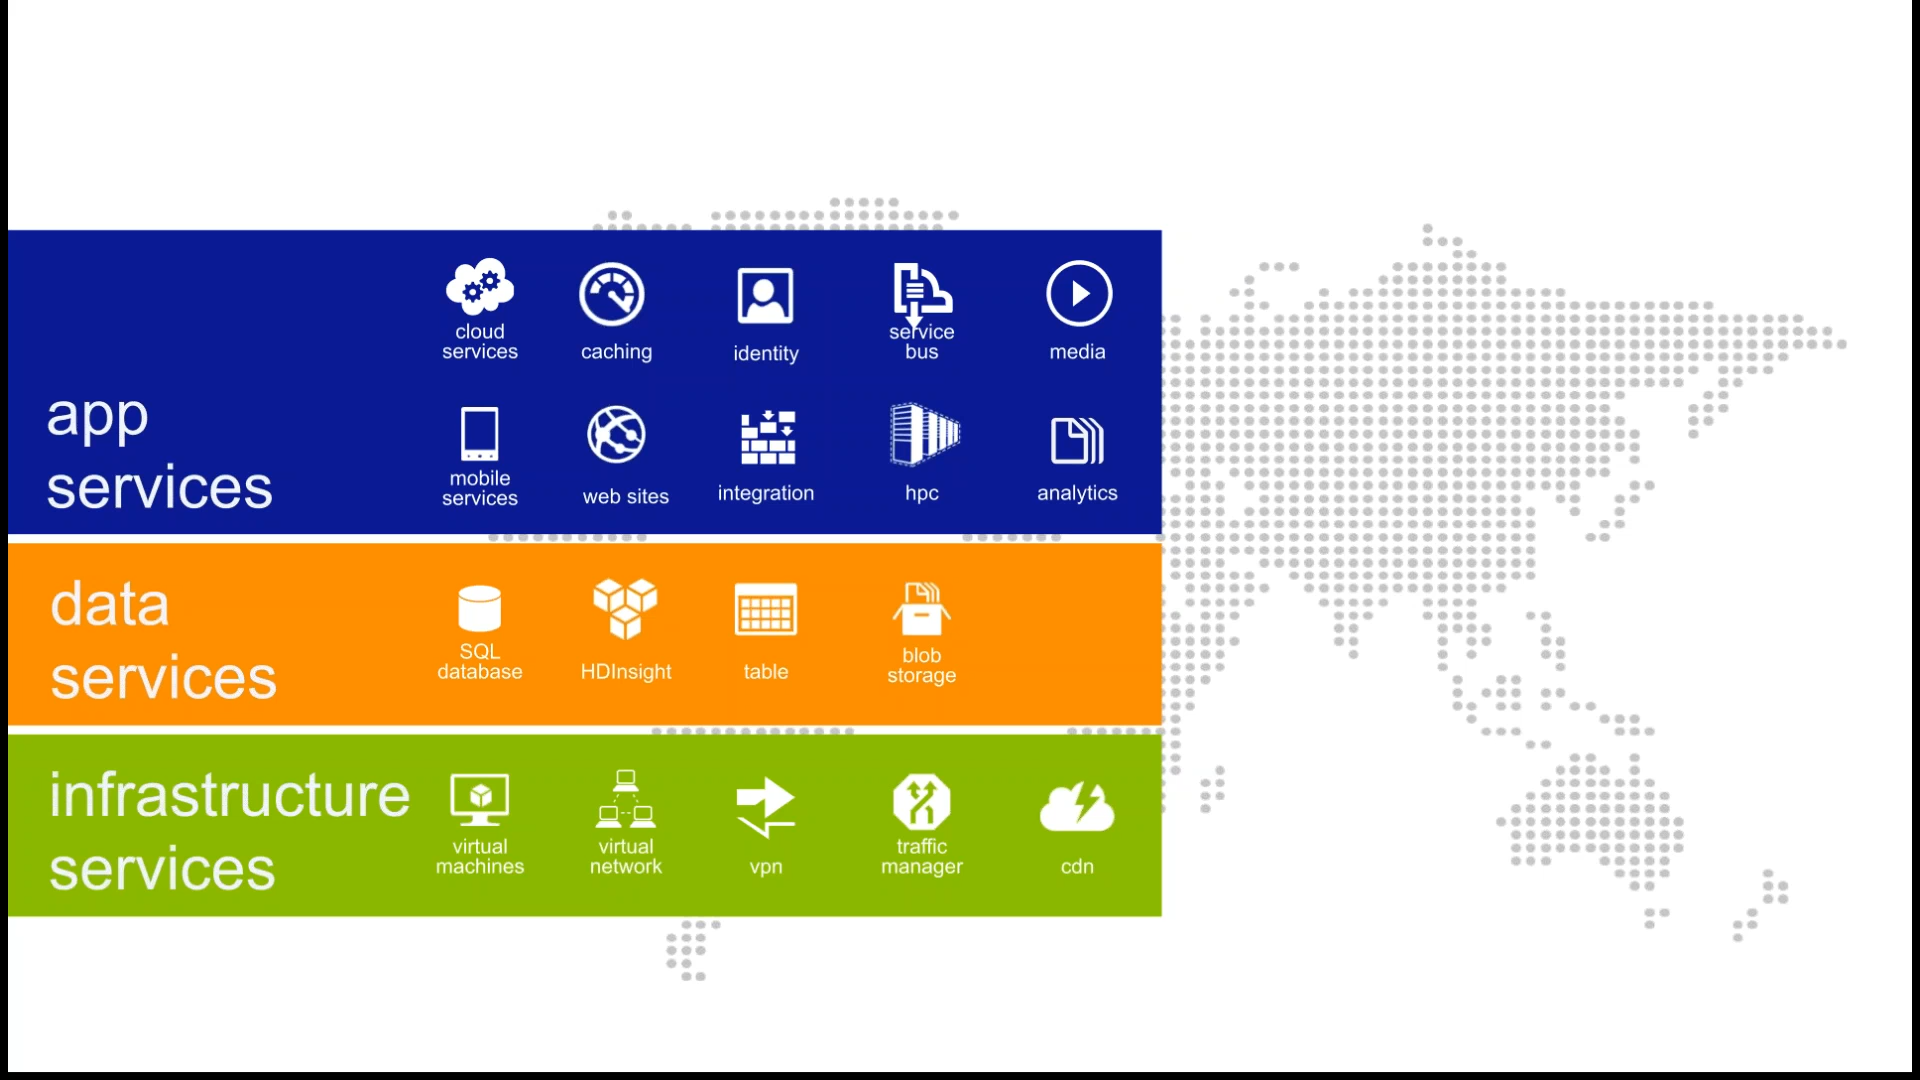 cloud
services
caching
identity
service
bus
media
app
services
mobile
services
web sites
integration
hpc
analytics
data
services
SQL
database
HDInsight
table
blob
storage
infrastructure
services
virtual
machines
virtual
network
vpn
traffic
manager
cdn